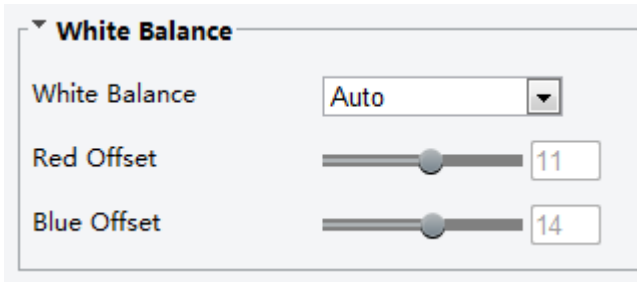 White Balance
White Balance Auto
Red Offset 11
Blue Offset 14